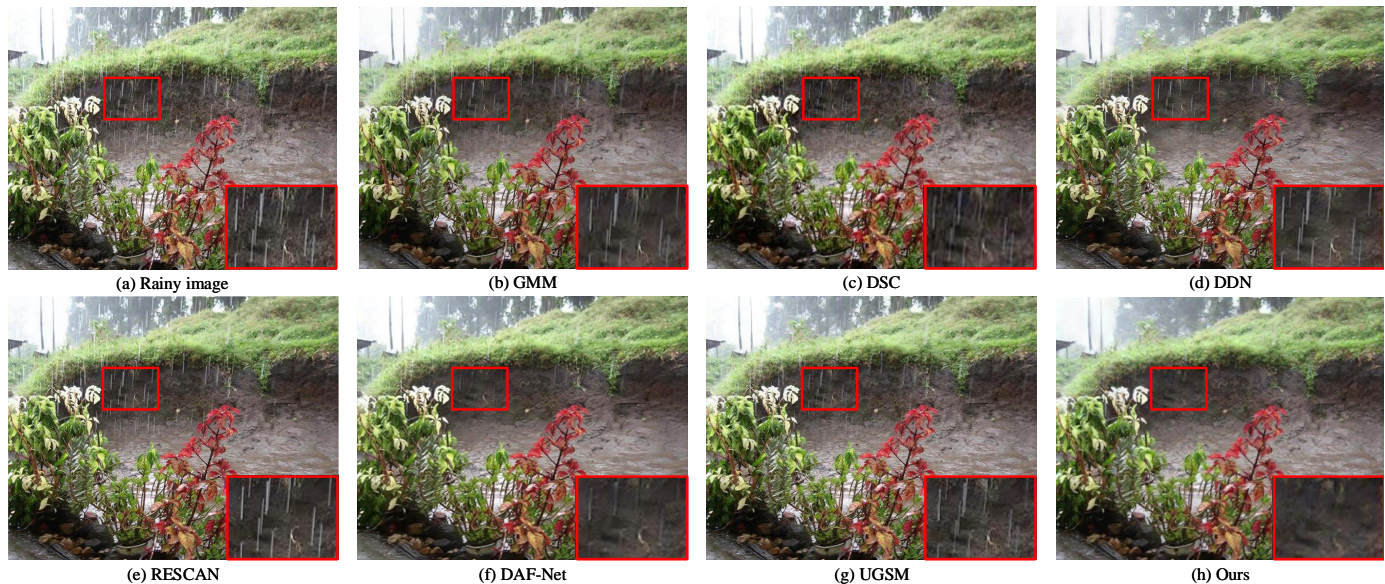 (a) Rainy image
(b) GMM
(c) DSC
(d) DDN
(e) RESCAN
(f) DAF-Net
(g) UGSM
(h) Ours